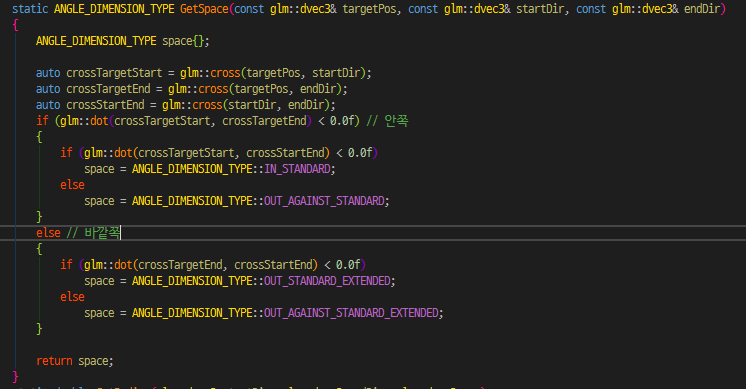 static ANGLE_DIMENSION_TYPE GetSpace(const glm::dvec3& targetPos, const glm::dvec3& startDir, const glm::dvec3& endDir)
{
    ANGLE_DIMENSION_TYPE space{};
    auto crossTargetStart = glm::cross(targetPos, startDir);
    auto crossTargetEnd = glm::cross(targetPos, endDir);
    auto crossStartEnd = glm::cross(startDir, endDir);
    if (glm::dot(crossTargetStart, crossTargetEnd) < 0.0f) // 안쪽
    {
        if (glm::dot(crossTargetStart, crossStartEnd) < 0.0f)
            space = ANGLE_DIMENSION_TYPE::IN_STANDARD;
        else
            space = ANGLE_DIMENSION_TYPE::OUT_AGAINST_STANDARD;
    }
    else // 바깥쪽
    {
        if (glm::dot(crossTargetEnd, crossStartEnd) < 0.0f)
            space = ANGLE_DIMENSION_TYPE::OUT_STANDARD_EXTENDED;
        else
            space = ANGLE_DIMENSION_TYPE::OUT_AGAINST_STANDARD_EXTENDED;
    }
    return space;
}